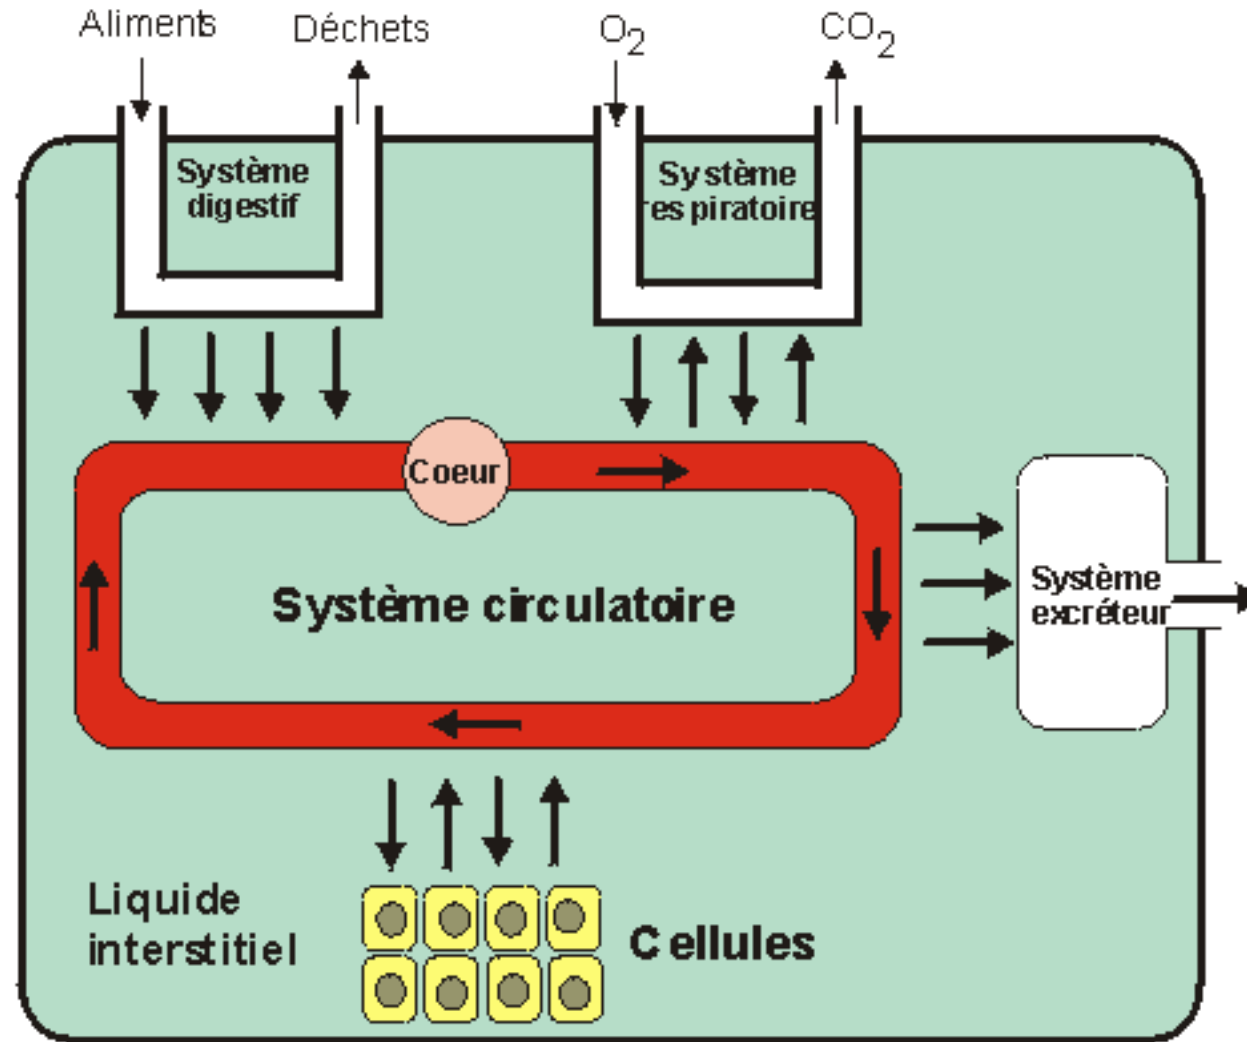 Aliments
Déchets
O2
CO2
Système
digestif
Système
respiratoire
Coeur
Système circulatoire
Système
excréteur
Liquide
interstitiel
Cellules